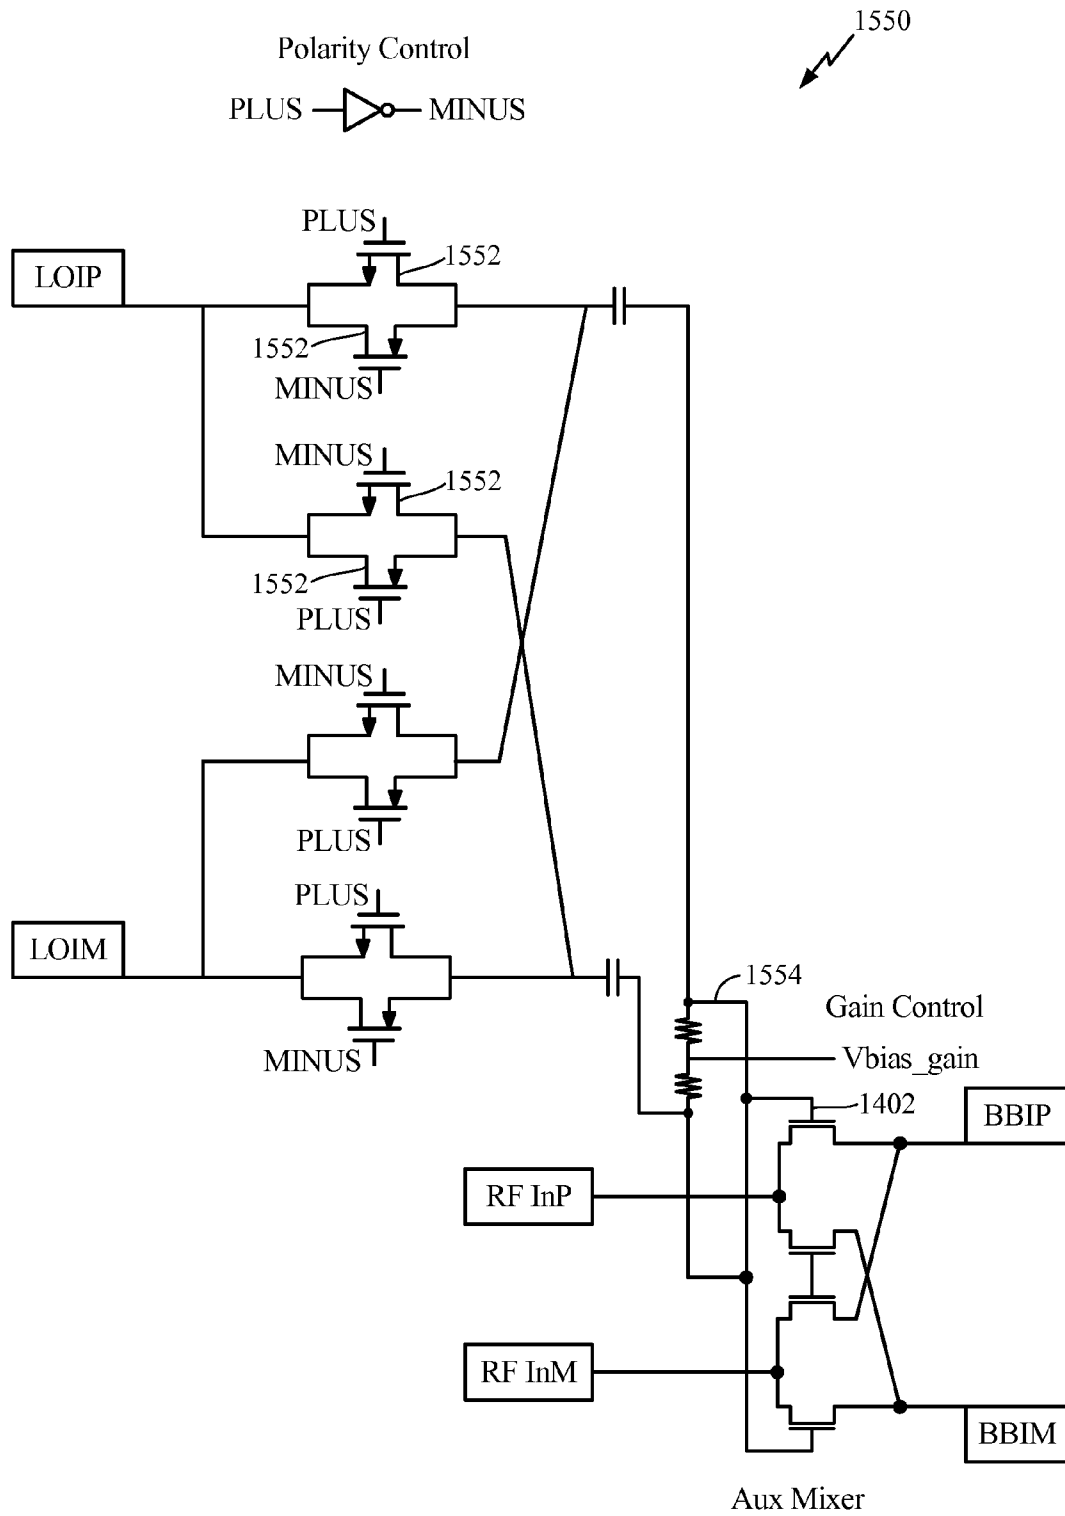 1550
Polarity Control
PLUS
MINUS
PLUS
1552
LOIP
1552
MINUS
MINUS
1552
1552
PLUS
MINUS
PLUS
PLUS
LOIM
MINUS
1554
Gain Control
Vbias_gain
1402
BBIP
RF InP
RF InM
BBIM
Aux Mixer